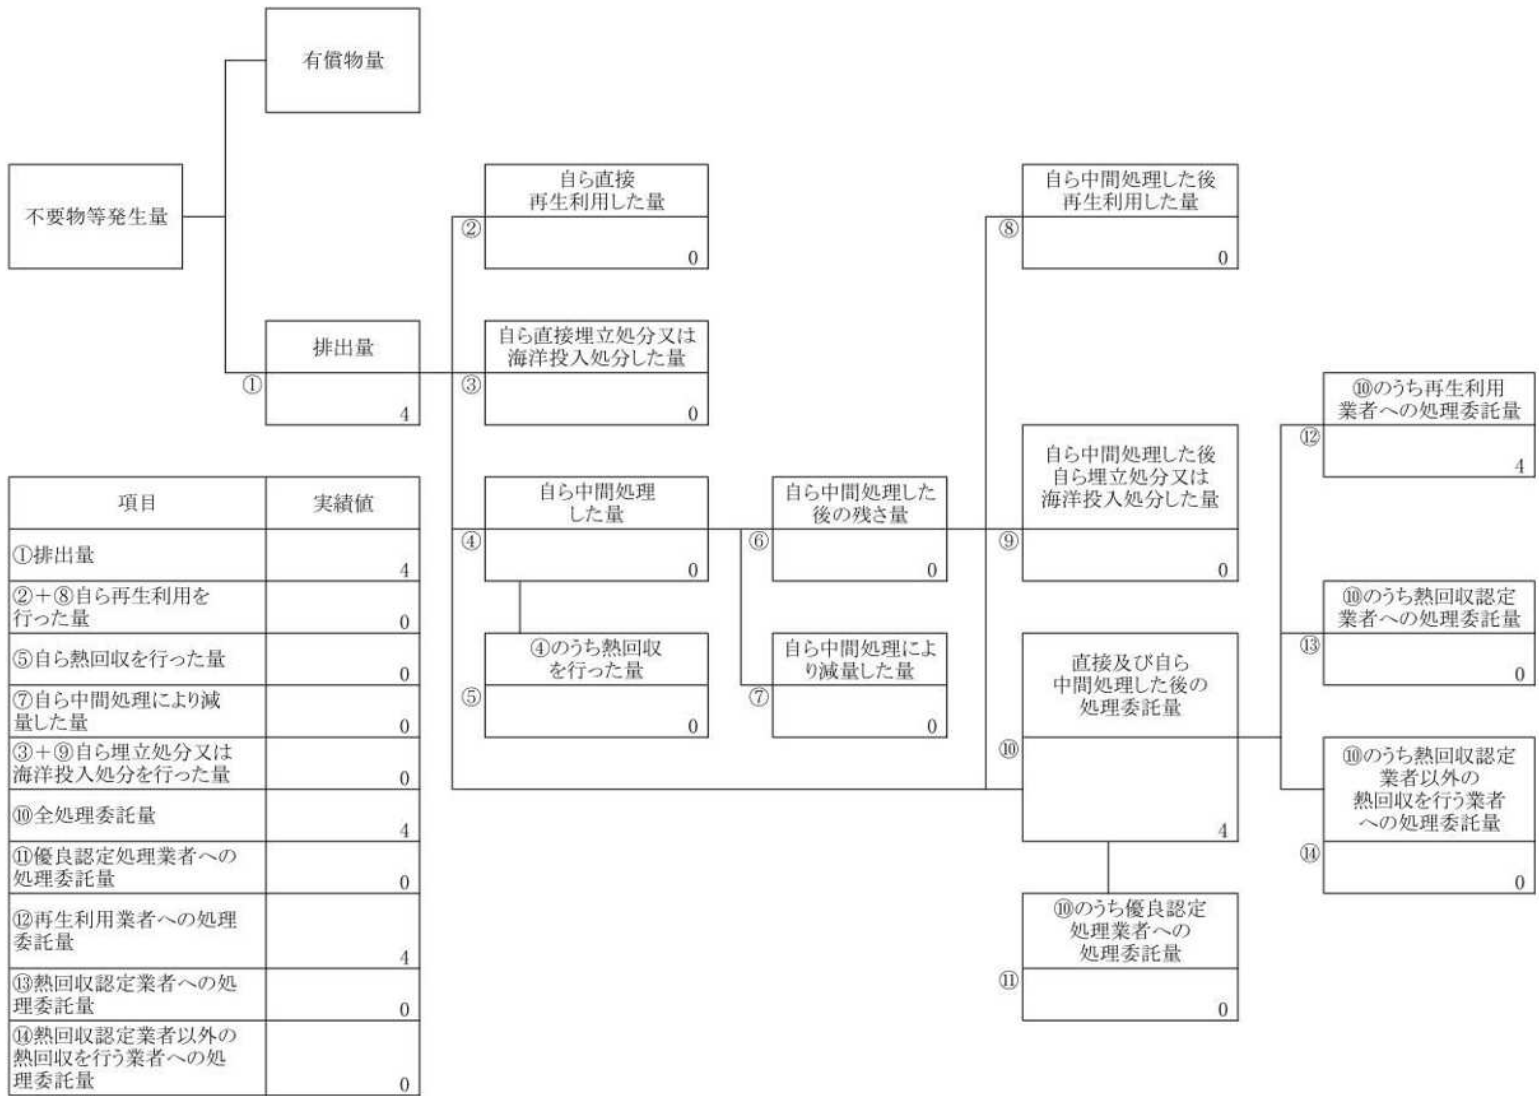 有償物量
不要物等発生量
自ら直接
再生利用した量
②
0
自ら中間処理した後
再生利用した量
⑧
0
排出量
①
4
自ら直接埋立処分又は
海洋投入処分した量
③
0
⑩のうち再生利用
業者への処理委託量
⑫
4
自ら中間処理
した量
④
0
自ら中間処理した
後の残さ量
⑥
0
自ら中間処理した後
自ら埋立処分又は
海洋投入処分した量
⑨
0
⑩のうち熱回収認定
業者への処理委託量
⑬
0
④のうち熱回収
を行った量
⑤
0
自ら中間処理によ
り減量した量
⑦
0
直接及び自ら
中間処理した後の
処理委託量
⑩
4
⑩のうち熱回収認定
業者以外の
熱回収を行う業者
への処理委託量
⑭
0
⑩のうち優良認定
処理業者への
処理委託量
⑪
0
項目 実績値
①排出量
4
②+⑧自ら再生利用を
行った量
0
⑤自ら熱回収を行った量
0
⑦自ら中間処理により減
量した量
0
③+⑨自ら埋立処分又は
海洋投入処分を行った量
0
⑩全処理委託量
4
⑪優良認定処理業者への
処理委託量
0
⑫再生利用業者への処理
委託量
4
⑬熱回収認定業者への処
理委託量
0
⑭熱回収認定業者以外の
熱回収を行う業者への処
理委託量
0